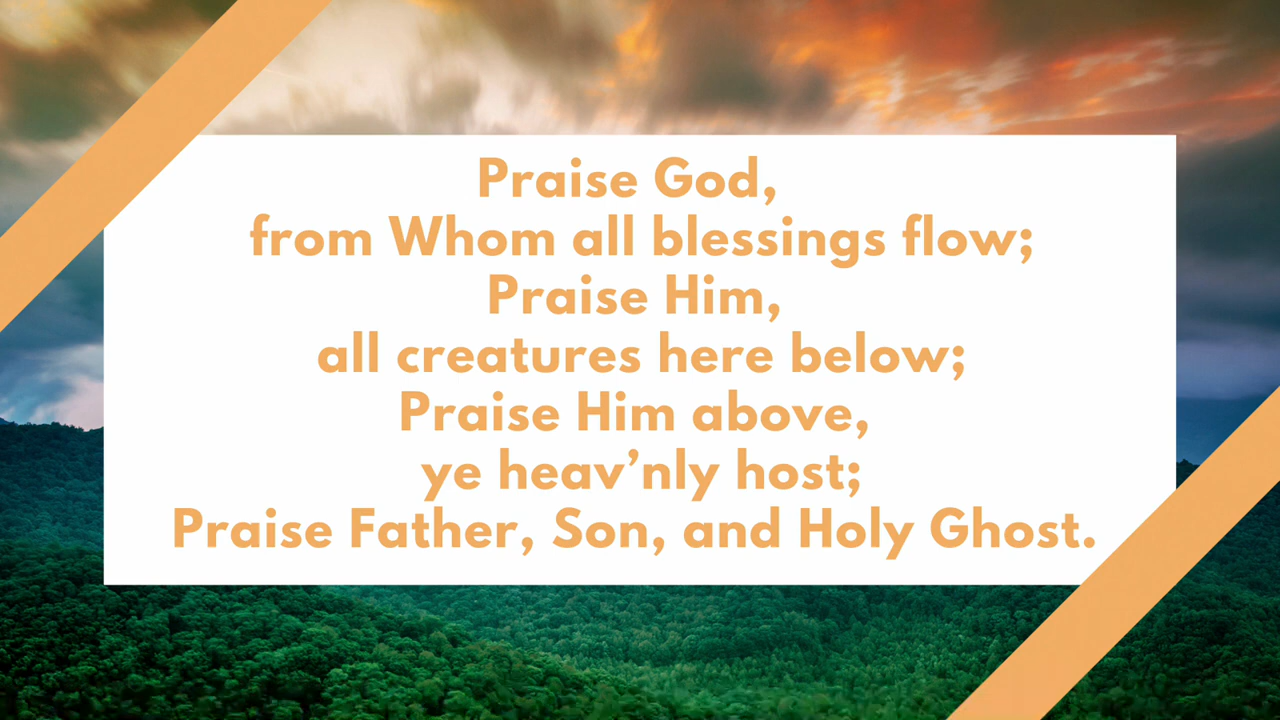 Praise God,
from Whom all blessings flow;
Praise Him,
all creatures here below;
Praise Him above,
ye heav’nly host;
Praise Father, Son, and Holy Ghost.